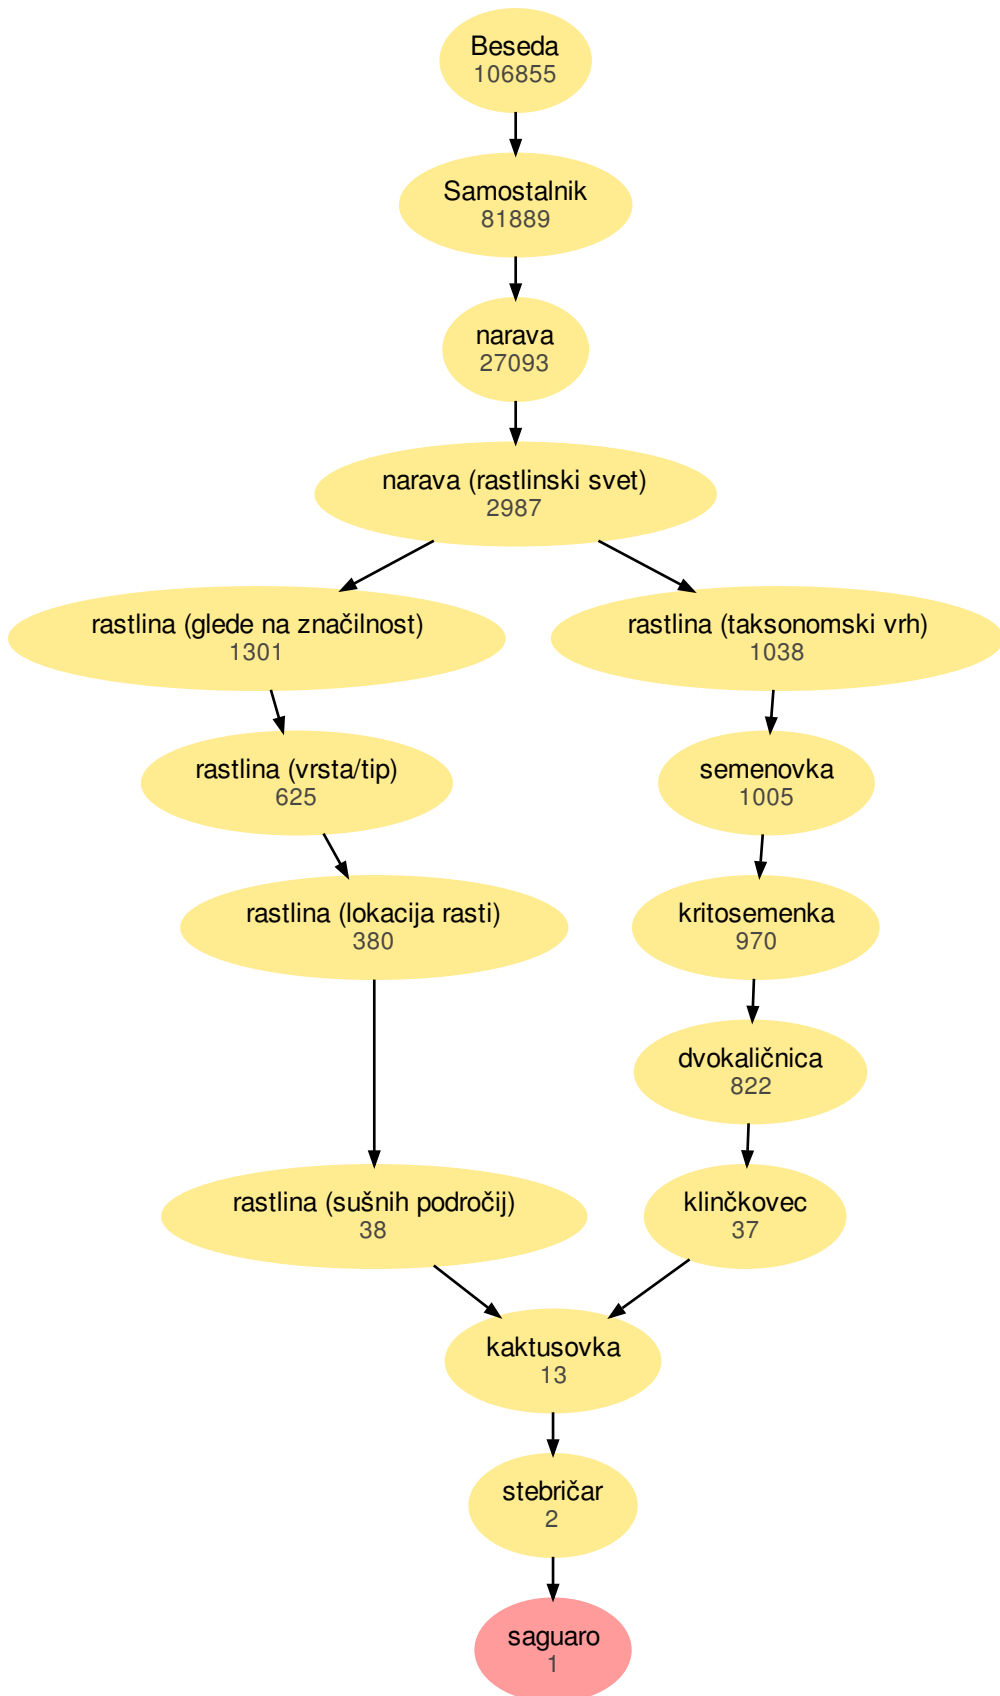 Beseda
106855
Samostalnik
81889
narava
27093
narava (rastlinski svet)
2987
rastlina (glede na značilnost)
1301
rastlina (taksonomski vrh)
1038
rastlina (vrsta/tip)
625
semenovka
1005
rastlina (lokacija rasti)
380
kritosemenka
970
dvokaličnica
822
rastlina (sušnih področij)
38
klinčkovec
37
kaktusovka
13
stebričar
2
saguaro
1